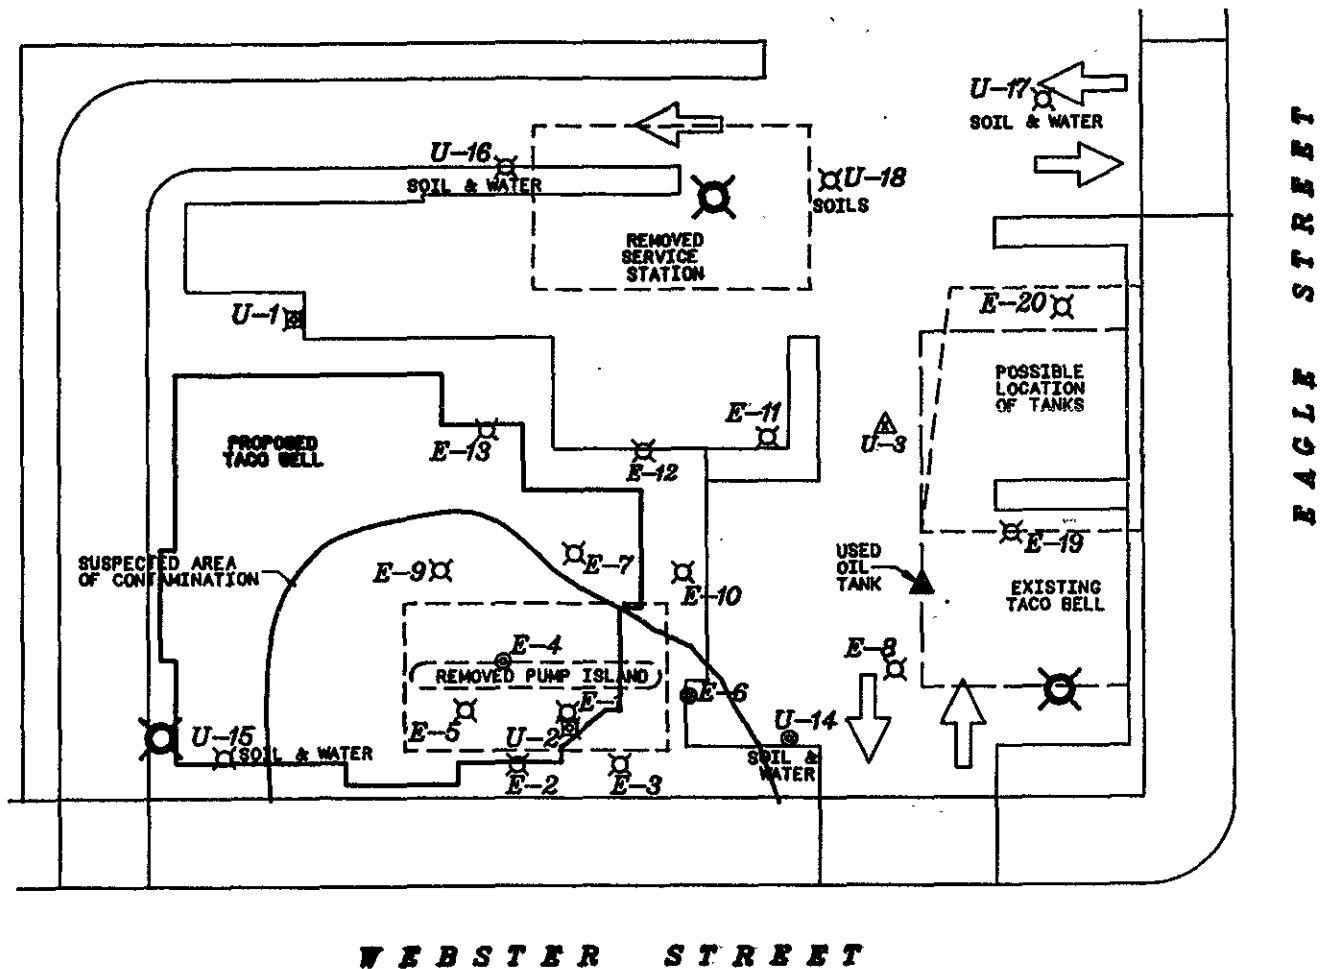 U-17
SOIL & WATER
U-16
SOIL & WATER
U-18
SOILS
REMOVED
SERVICE
STATION
E-20
U-1
POSSIBLE
LOCATION
OF TANKS
E-11
U-3
E-13
E-12
PROPOSED
TACO BELL
SUSPECTED AREA
OF CONTAMINATION
E-9
E-7
E-10
E-19
USED
OIL
TANK
EXISTING
TACO BELL
E-4
REMOVED PUMP ISLAND
E-8
E-6
E-5
E-1
U-2
U-14
SOIL &
WATER
U-15
SOIL & WATER
E-2
E-3
EAGLE STREET
WEBSTER STREET